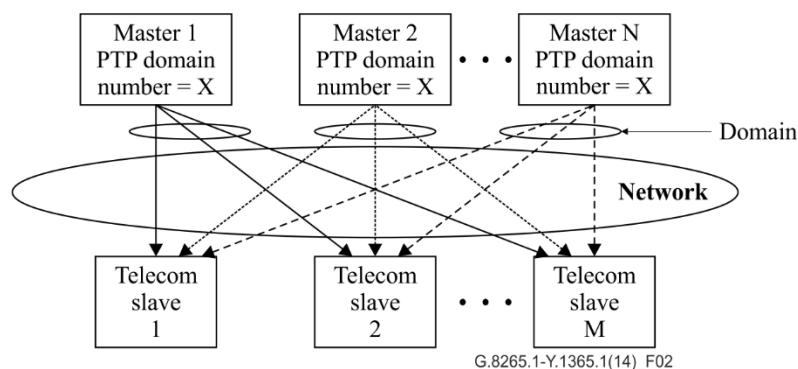 Master 1
PTP domain
number = X
Master 2
PTP domain
number = X
• • •
Master N
PTP domain
number = X
Domain
Network
Telecom
slave
1
Telecom
slave
2
• • •
Telecom
slave
M
G.8265.1-Y.1365.1(14)_F02